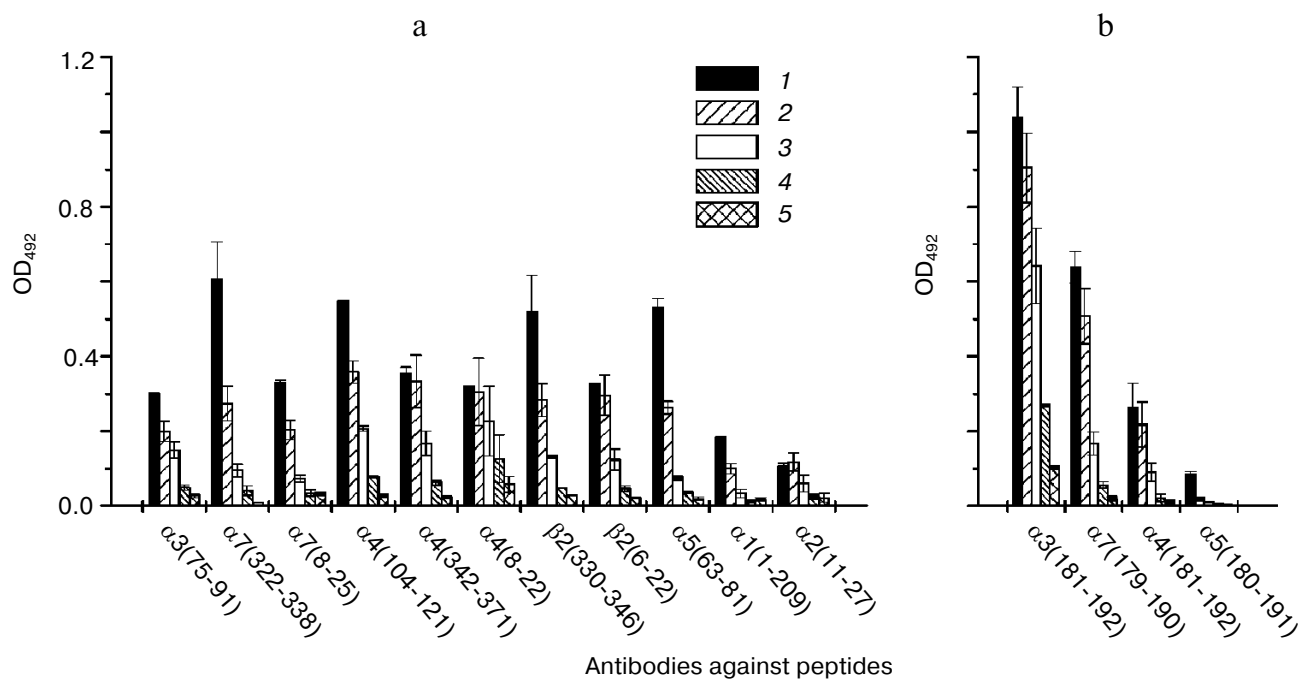 a
b
1.2
0.8
0.4
0.0
OD492
1
2
3
4
5
OD492
α3(75-91)
α7(322-338)
α7(8-25)
α4(104-121)
α4(342-371)
α4(8-22)
β2(330-346)
β2(6-22)
α5(63-81)
α1(1-209)
α2(11-27)
α3(181-192)
α7(179-190)
α4(181-192)
α5(180-191)
Antibodies against peptides